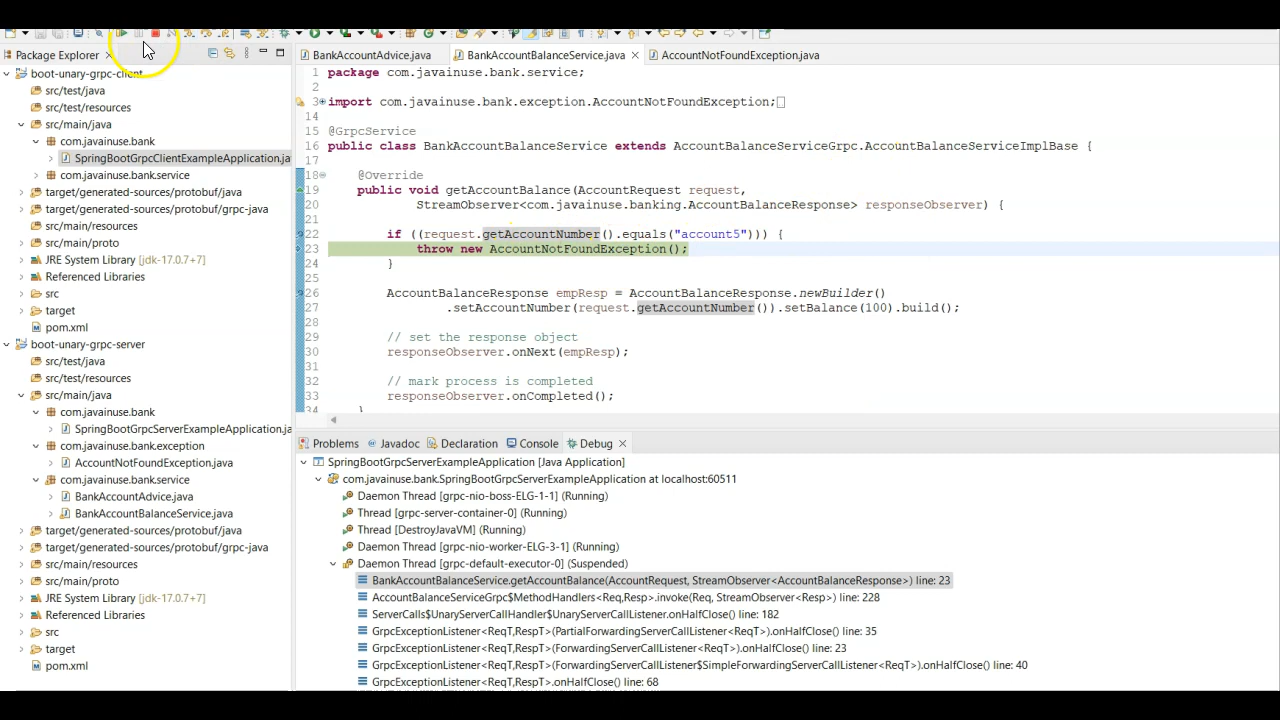 Package Explorer
boot-unary-grpc-client
src/test/java
src/test/resources
src/main/java
com.javainuse.bank
SpringBootGrpcClientExampleApplication.ja
com.javainuse.bank.service
target/generated-sources/protobuf/java
target/generated-sources/protobuf/grpc-java
src/main/resources
src/main/proto
JRE System Library [jdk-17.0.7+7]
Referenced Libraries
src
target
pom.xml
boot-unary-grpc-server
src/test/java
src/test/resources
src/main/java
com.javainuse.bank
SpringBootGrpcServerExampleApplication.ja
com.javainuse.bank.exception
AccountNotFoundException.java
com.javainuse.bank.service
BankAccountAdvice.java
BankAccountBalanceService.java
target/generated-sources/protobuf/java
target/generated-sources/protobuf/grpc-java
src/main/resources
src/main/proto
JRE System Library [jdk-17.0.7+7]
Referenced Libraries
src
target
pom.xml
BankAccountAdvice.java BankAccountBalanceService.java AccountNotFoundException.java
1 package com.javainuse.bank.service;
2
3 import com.javainuse.bank.exception.AccountNotFoundException;
14
15 @GrpcService
16 public class BankAccountBalanceService extends AccountBalanceServiceGrpc.AccountBalanceServiceImplBase {
17
18 @Override
19 public void getAccountBalance(AccountRequest request,
20 StreamObserver<com.javainuse.banking.AccountBalanceResponse> responseObserver) {
21
22 if ((request.getAccountNumber().equals("account5"))) {
23 throw new AccountNotFoundException();
24 }
25
26 AccountBalanceResponse empResp = AccountBalanceResponse.newBuilder()
27 .setAccountNumber(request.getAccountNumber()).setBalance(100).build();
28
29 // set the response object
30 responseObserver.onNext(empResp);
31
32 // mark process is completed
33 responseObserver.onCompleted();
34 }
Problems Javadoc Declaration Console Debug
SpringBootGrpcServerExampleApplication [Java Application]
com.javainuse.bank.SpringBootGrpcServerExampleApplication at localhost:60511
Daemon Thread [grpc-nio-boss-ELG-1-1] (Running)
Thread [grpc-server-container-0] (Running)
Thread [DestroyJavaVM] (Running)
Daemon Thread [grpc-nio-worker-ELG-3-1] (Running)
Daemon Thread [grpc-default-executor-0] (Suspended)
BankAccountBalanceService.getAccountBalance(AccountRequest, StreamObserver<AccountBalanceResponse>) line: 23
AccountBalanceServiceGrpc$MethodHandlers<Req,Resp>.invoke(Req, StreamObserver<Resp>) line: 228
ServerCalls$UnaryServerCallHandler$UnaryServerCallListener.onHalfClose() line: 182
GrpcExceptionListener<ReqT,RespT>(PartialForwardingServerCallListener<ReqT>).onHalfClose() line: 35
GrpcExceptionListener<ReqT,RespT>(ForwardingServerCallListener<ReqT>).onHalfClose() line: 23
GrpcExceptionListener<ReqT,RespT>(ForwardingServerCallListener$SimpleForwardingServerCallListener<ReqT>).onHalfClose() line: 40
GrpcExceptionListener<ReqT,RespT>.onHalfClose() line: 68